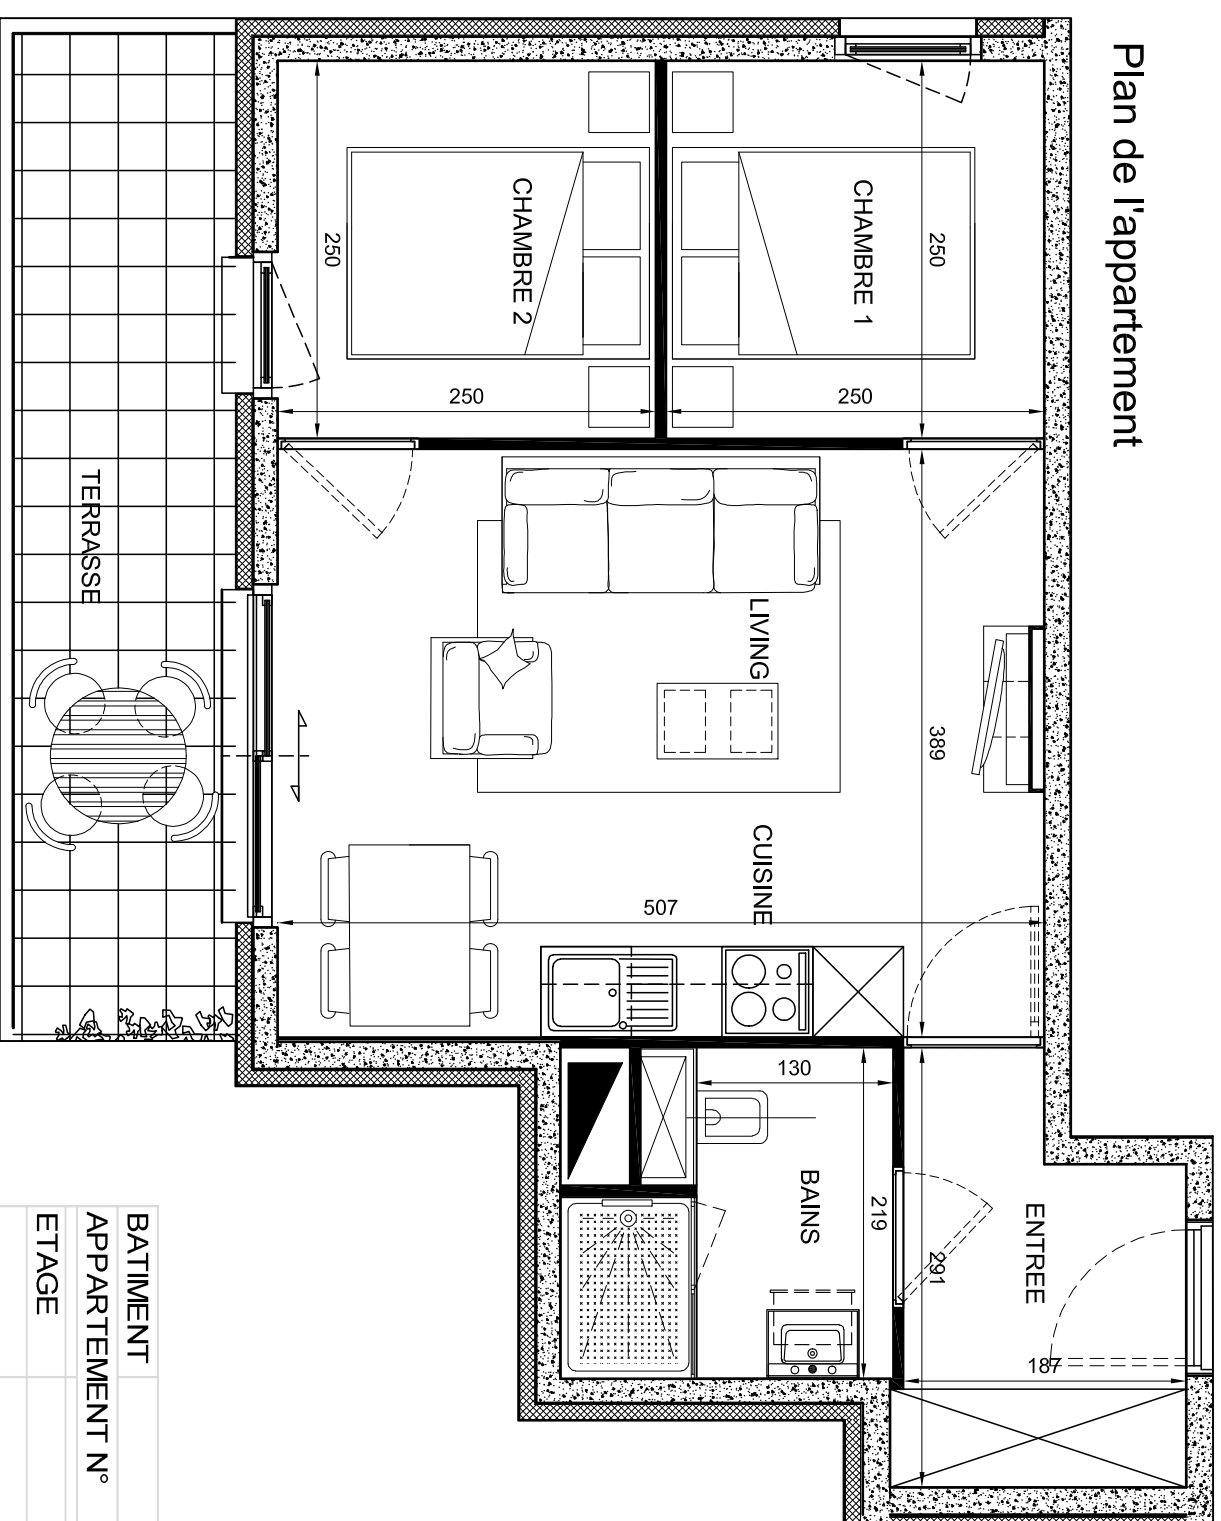 Plan de l'appartement
CHAMBRE 1
250
250
CHAMBRE 2
250
250
LIVING
389
CUISINE
507
TERRASSE
130
BAINS
219
291
ENTREE
187
BATIMENT
APPARTEMENT N°
ETAGE